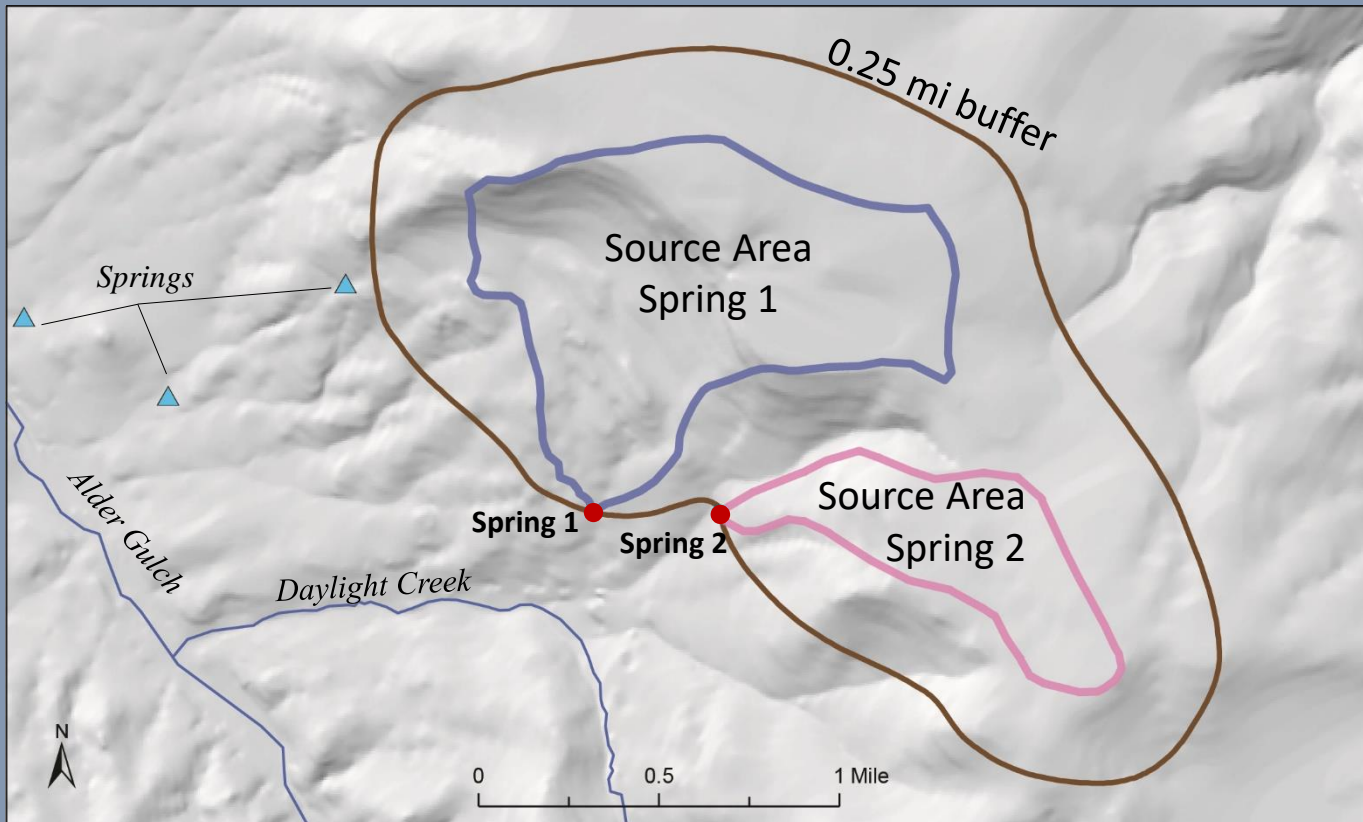 0.25 mi buffer
Source Area
Spring 1
Springs
Source Area
Spring 2
Spring 1
Spring 2
Alder Gulch
Daylight Creek
N
0 0.5 1 Mile